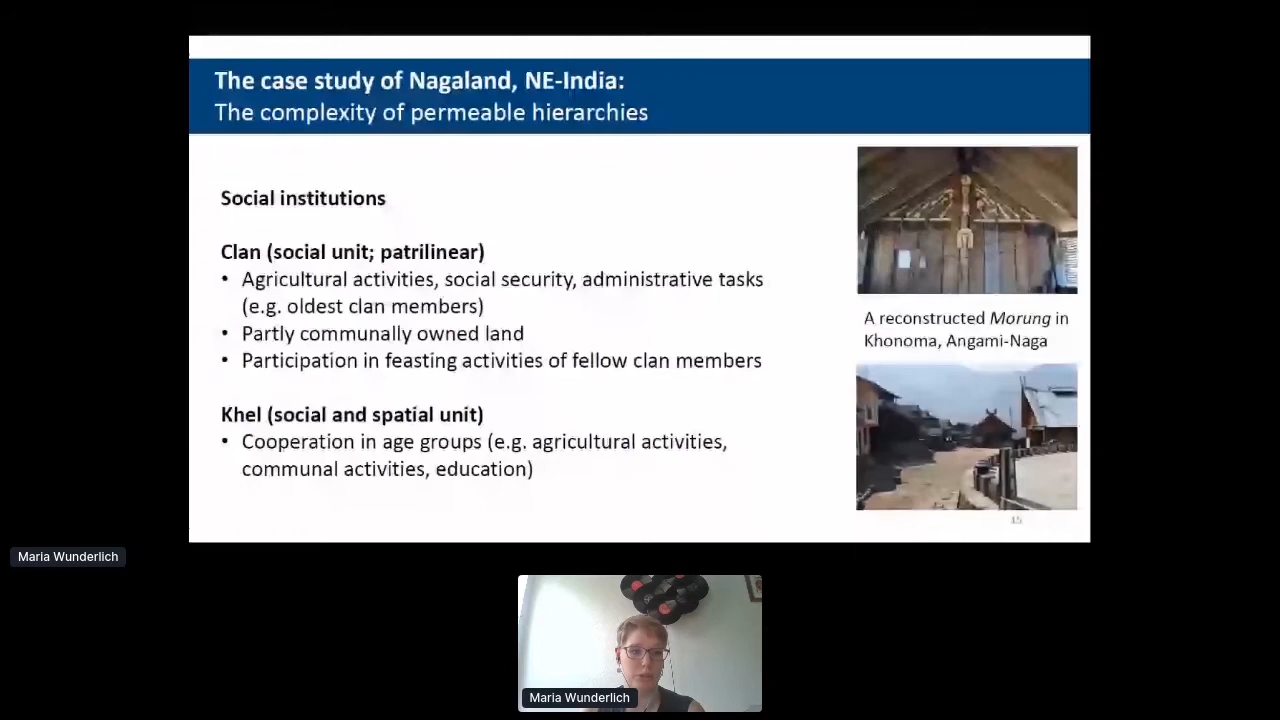 The case study of Nagaland, NE-India:
The complexity of permeable hierarchies
Social institutions
Clan (social unit; patrilinear)
• Agricultural activities, social security, administrative tasks
(e.g. oldest clan members)
• Partly communally owned land
• Participation in feasting activities of fellow clan members
Khel (social and spatial unit)
• Cooperation in age groups (e.g. agricultural activities,
communal activities, education)
A reconstructed Morung in
Khonoma, Angami-Naga
15
Maria Wunderlich
Maria Wunderlich